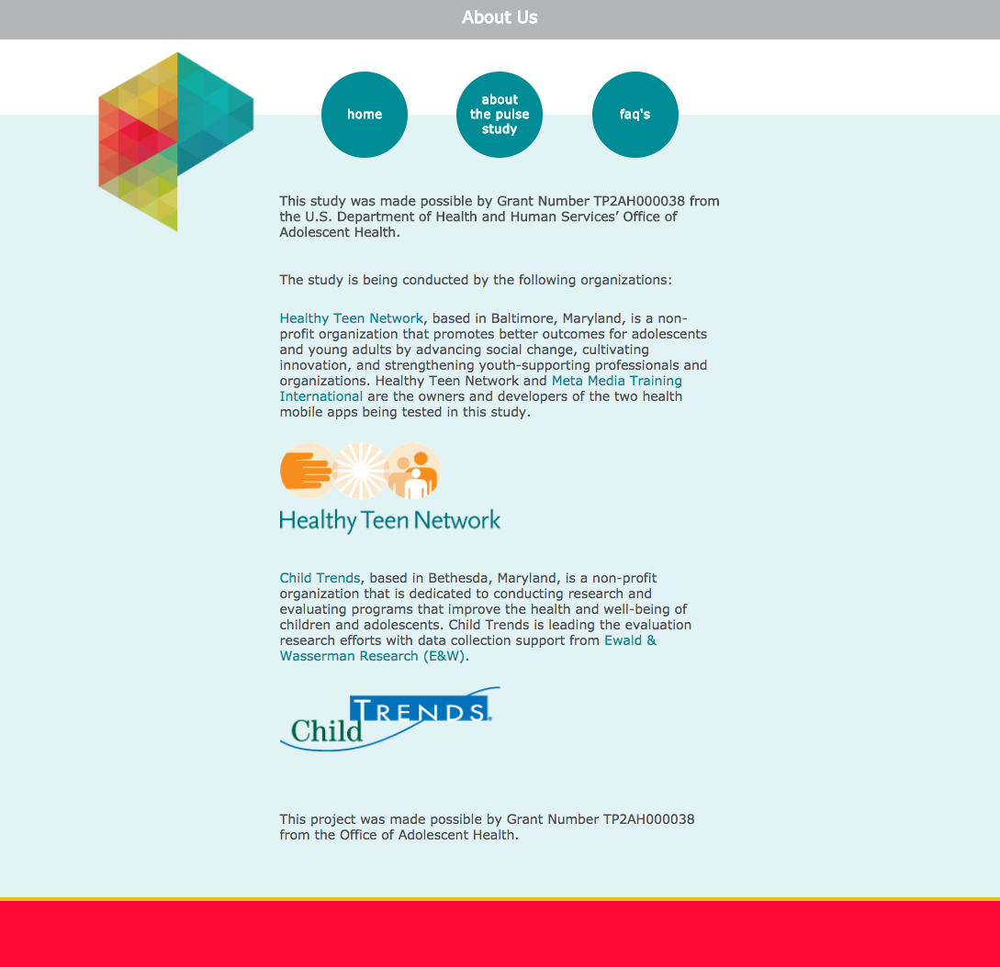 About Us
home
about
the pulse
study
faq's
This study was made possible by Grant Number TP2AH000038 from
the U.S. Department of Health and Human Services’ Office of
Adolescent Health.
The study is being conducted by the following organizations:
Healthy Teen Network, based in Baltimore, Maryland, is a non-
profit organization that promotes better outcomes for adolescents
and young adults by advancing social change, cultivating
innovation, and strengthening youth-supporting professionals and
organizations. Healthy Teen Network and Meta Media Training
International are the owners and developers of the two health
mobile apps being tested in this study.
Healthy Teen Network
Child Trends, based in Bethesda, Maryland, is a non-profit
organization that is dedicated to conducting research and
evaluating programs that improve the health and well-being of
children and adolescents. Child Trends is leading the evaluation
research efforts with data collection support from Ewald &
Wasserman Research (E&W).
Child TRENDS®
This project was made possible by Grant Number TP2AH000038
from the Office of Adolescent Health.